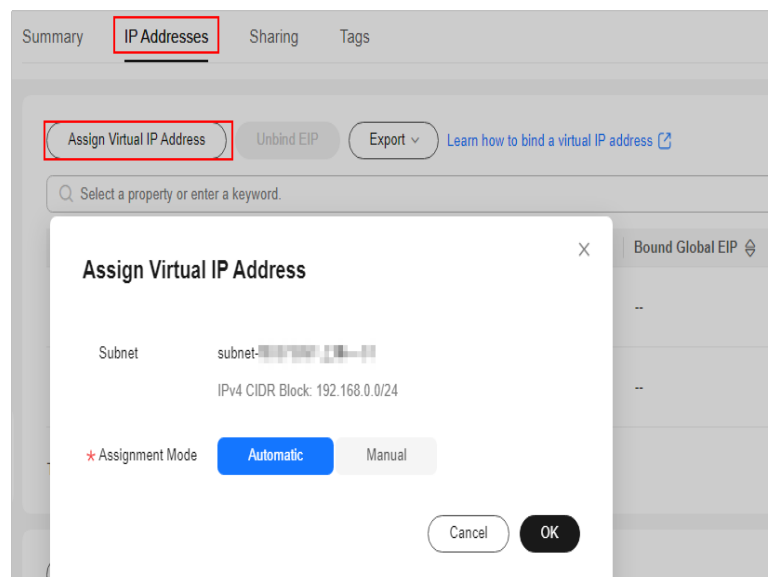 Summary IP Addresses Sharing Tags
Assign Virtual IP Address Unbind EIP Export Learn how to bind a virtual IP address
Select a property or enter a keyword.
Bound Global EIP
Assign Virtual IP Address
--
Subnet subnet-
IPv4 CIDR Block: 192.168.0.0/24
--
* Assignment Mode Automatic Manual
Cancel OK